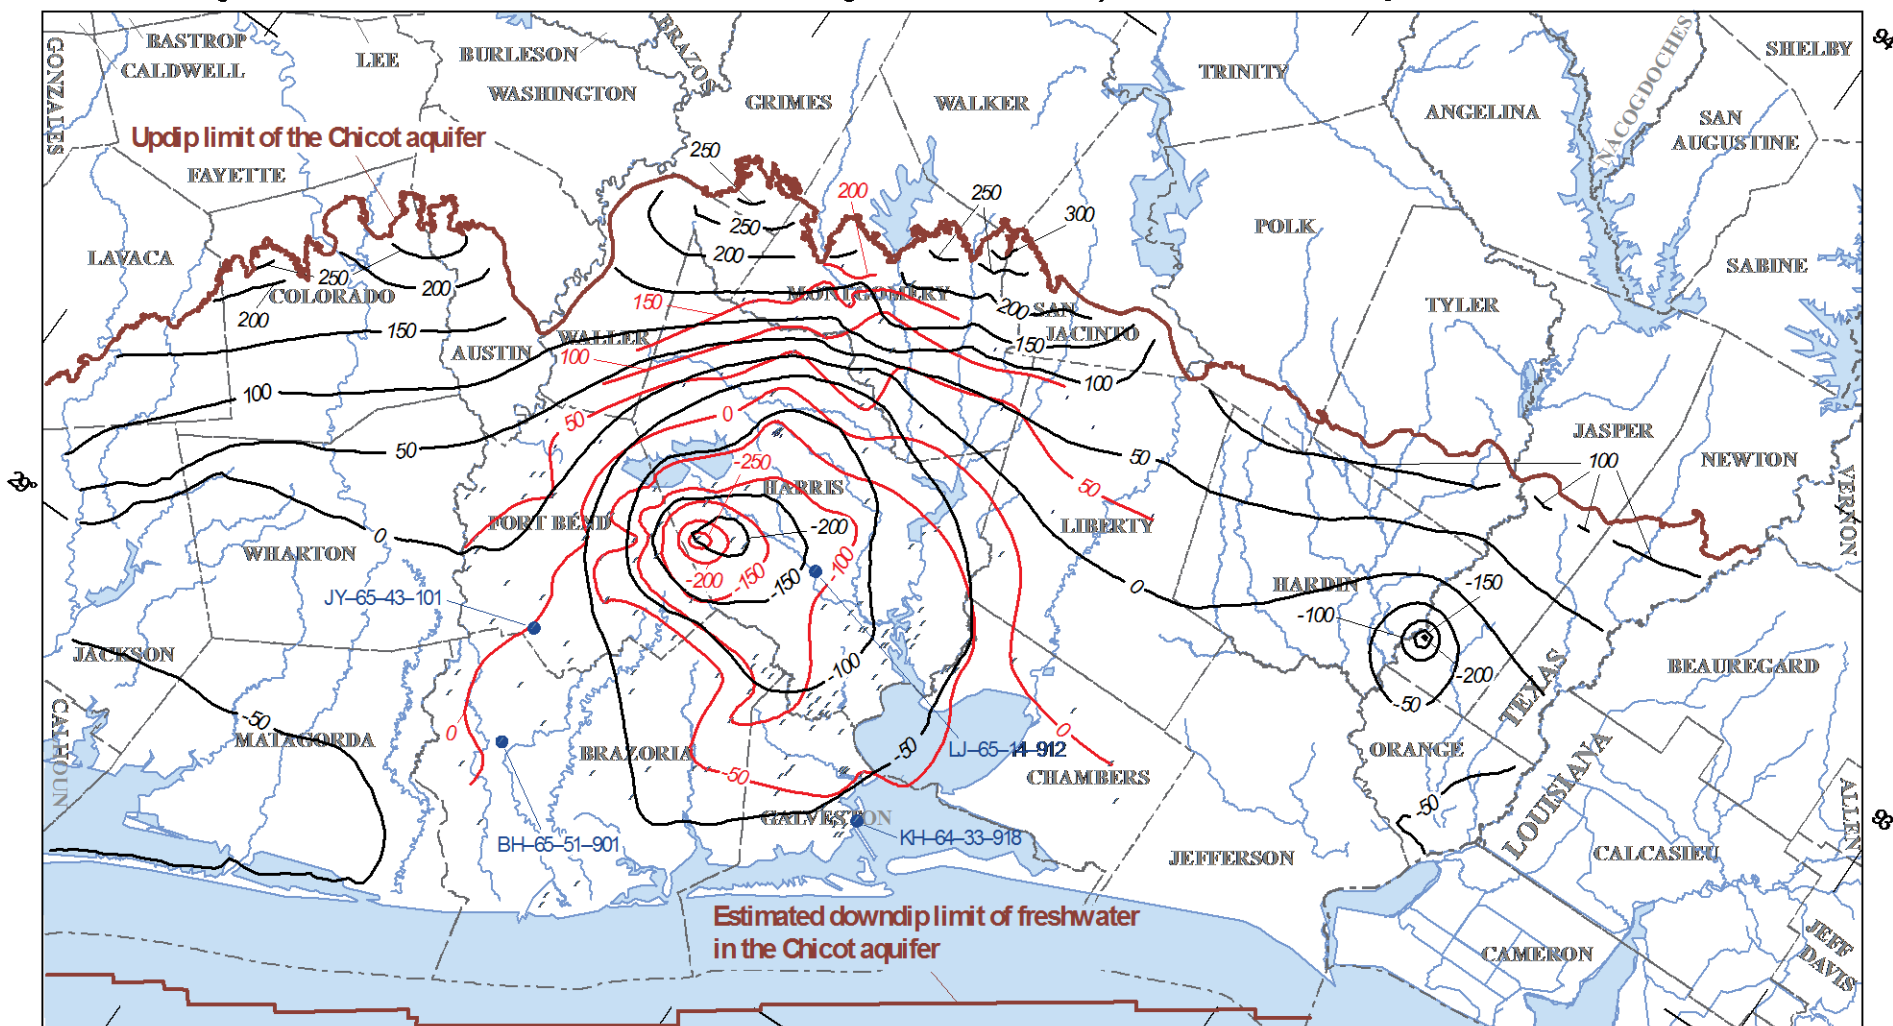 BASTROP
LEE
BURLESON
BRAZOS
GRIMES
WALKER
TRINITY
ANGELINA
NACOGDOCHES
SHELBY
94
GONZALES
CALDWELL
WASHINGTON
SAN
AUGUSTINE
Updip limit of the Chicot aquifer
FAYETTE
250
200
250
300
POLK
LAVACA
250
200
SABINE
250
COLORADO
200
200
150
MONTGOMERY
200
SAN
JACINTO
TYLER
150
AUSTIN
WALLER
100
150
100
100
50
0
50
50
JASPER
100
NEWTON
VERNON
29°
-250
HARRIS
50
FORT BEND
-200
LIBERTY
0
WHARTON
-200
-150
-150
-100
0
HARDIN
-150
-100
JY–65–43–101
JACKSON
-100
-200
-50
TEXAS
BEAUREGARD
-50
CALHOUN
MATAGORDA
0
BRAZORIA
-50
-50
LJ–65–14–912
0
CHAMBERS
ORANGE
LOUISIANA
-50
ALLEN
93
GALVESTON
BH–65–51–901
KH–64–33–918
JEFFERSON
CALCASIEU
Estimated downdip limit of freshwater
in the Chicot aquifer
CAMERON
JEFF
DAVIS